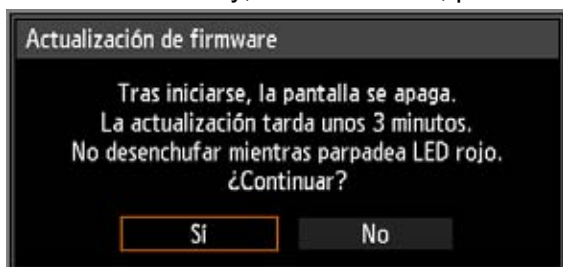 Actualización de firmware
Tras iniciarse, la pantalla se apaga.
La actualización tarda unos 3 minutos.
No desenchufar mientras parpadea LED rojo.
¿Continuar?
Sí No